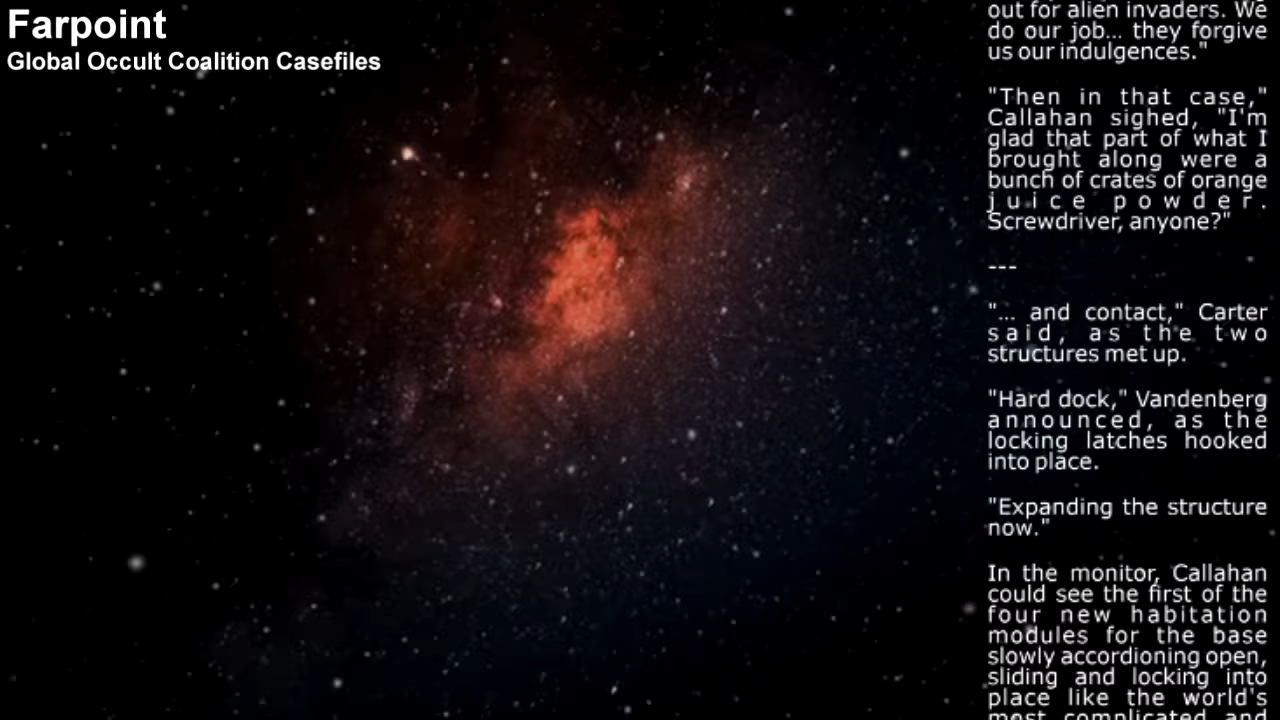 Farpoint
Global Occult Coalition Casefiles
out for alien invaders. We
do our job... they forgive
us our indulgences."
"Then in that case,"
Callahan sighed, "I'm
glad that part of what I
brought along were a
bunch of crates of orange
juice powder.
Screwdriver, anyone?"
---
"... and contact," Carter
said, as the two
structures met up.
"Hard dock," Vandenberg
announced, as the
locking latches hooked
into place.
"Expanding the structure
now."
In the monitor, Callahan
could see the first of the
four new habitation
modules for the base
slowly accordioning open,
sliding and locking into
place like the world's
most complicated and